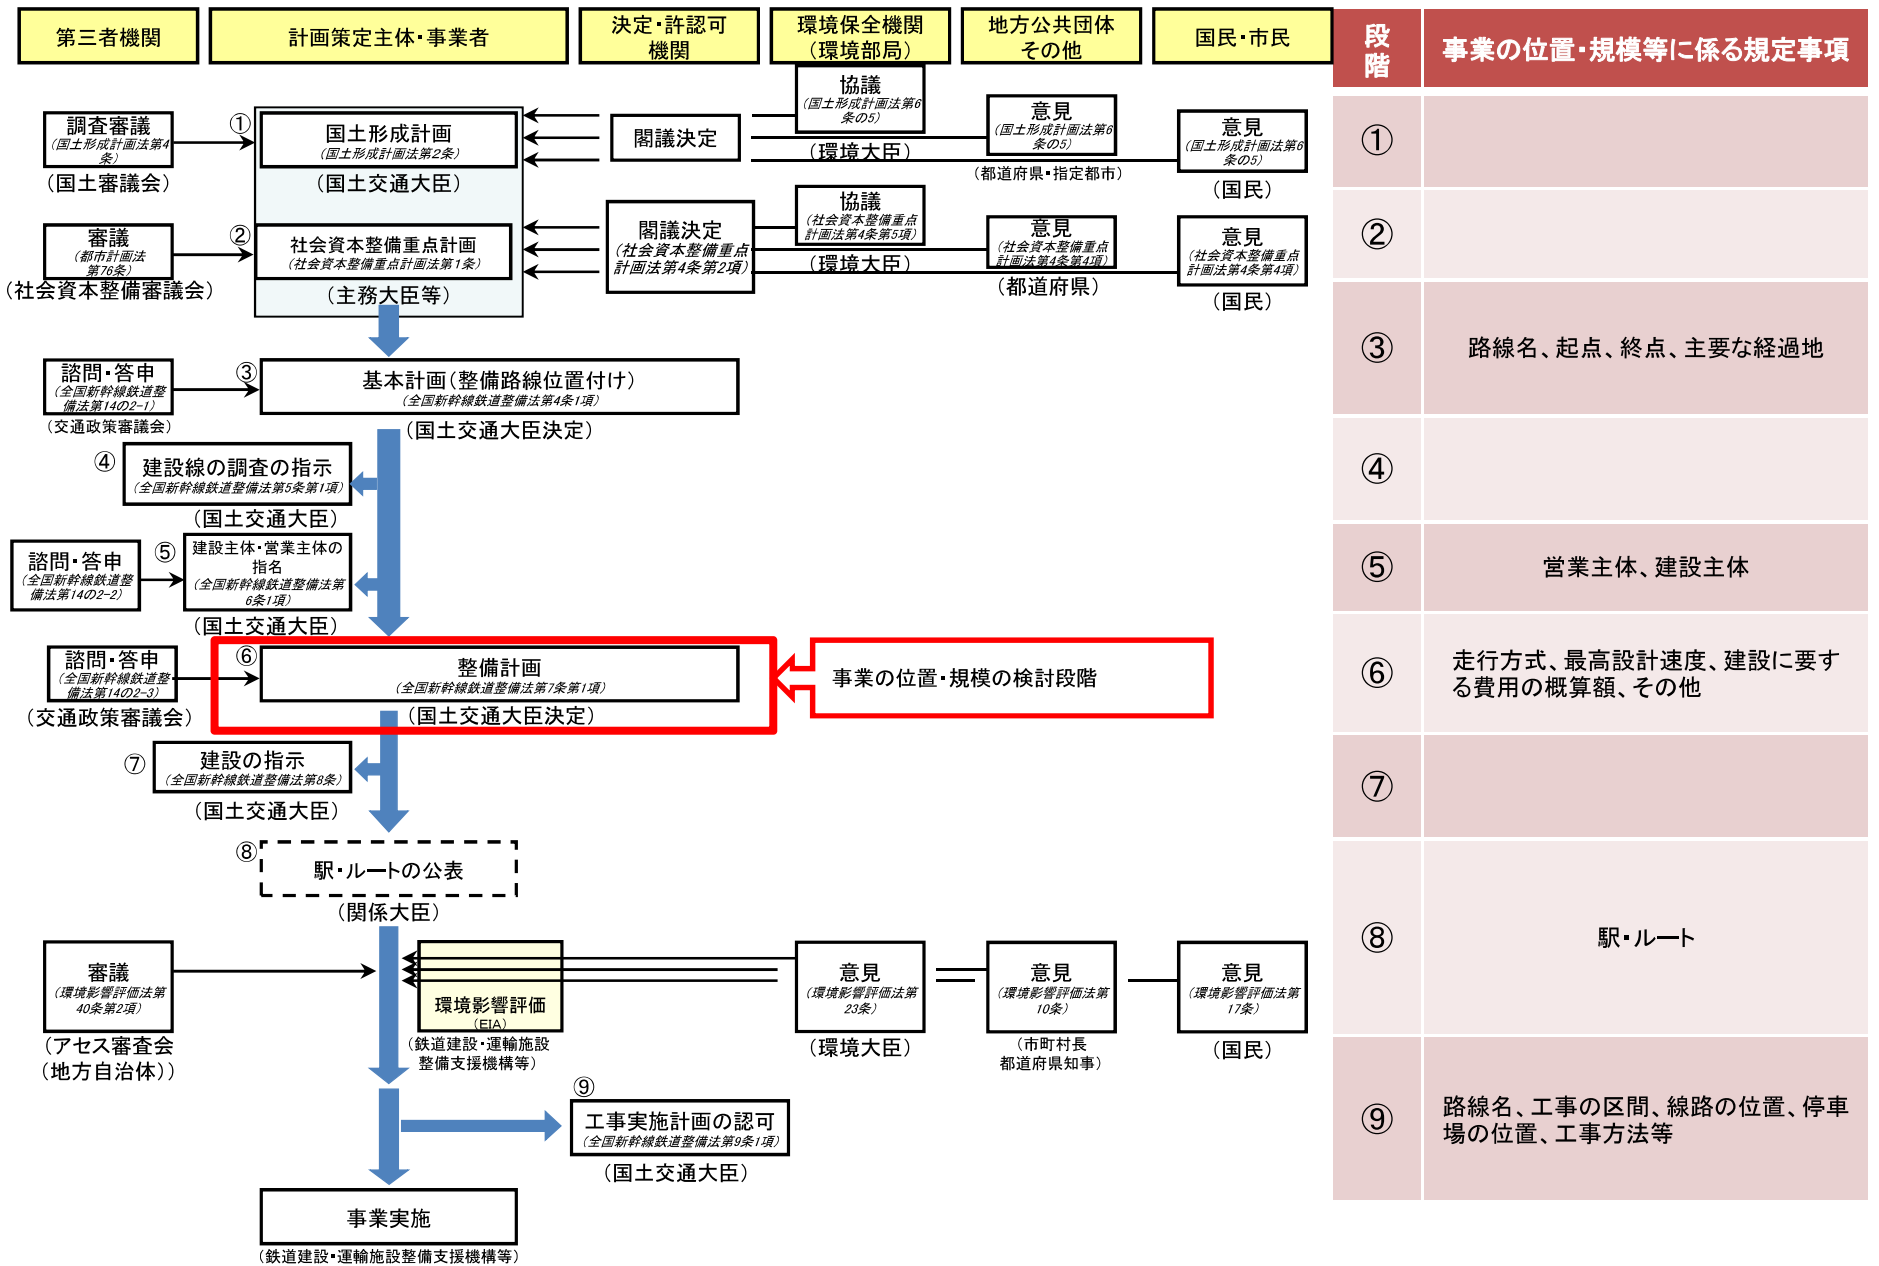 第三者機関
計画策定主体・事業者
決定・許認可
機関
環境保全機関
（環境部局）
地方公共団体
その他
国民・市民
段
階
事業の位置・規模等に係る規定事項
調査審議
（国土形成計画法第4
条）
（国土審議会）
①
国土形成計画
（国土形成計画法第2条）
（国土交通大臣）
閣議決定
協議
（国土形成計画法第6
条の5）
（環境大臣）
意見
（国土形成計画法第6
条の5）
（都道府県・指定都市）
意見
（国土形成計画法第6
条の5）
（国民）
①
審議
（都市計画法
第76条）
（社会資本整備審議会）
②
社会資本整備重点計画
（社会資本整備重点計画法第1条）
（主務大臣等）
閣議決定
（社会資本整備重点
計画法第4条第2項）
協議
（社会資本整備重点
計画法第4条第5項）
（環境大臣）
意見
（社会資本整備重点
計画法第4条第4項）
（都道府県）
意見
（社会資本整備重点
計画法第4条第4項）
（国民）
②
諮問・答申
（全国新幹線鉄道整
備法第14の2-1）
（交通政策審議会）
③
基本計画（整備路線位置付け）
（全国新幹線鉄道整備法第4条1項）
（国土交通大臣決定）
③
路線名、起点、終点、主要な経過地
④
建設線の調査の指示
（全国新幹線鉄道整備法第5条第1項）
（国土交通大臣）
④
諮問・答申
（全国新幹線鉄道整
備法第14の2-2）
⑤
建設主体・営業主体の
指名
（全国新幹線鉄道整備法第
6条1項）
（国土交通大臣）
⑤
営業主体、建設主体
諮問・答申
（全国新幹線鉄道整
備法第14の2-3）
（交通政策審議会）
⑥
整備計画
（全国新幹線鉄道整備法第7条第1項）
（国土交通大臣決定）
事業の位置・規模の検討段階
⑥
走行方式、最高設計速度、建設に要す
る費用の概算額、その他
⑦
建設の指示
（全国新幹線鉄道整備法第8条）
（国土交通大臣）
⑦
⑧
駅・ルートの公表
（関係大臣）
⑧
駅・ルート
審議
（環境影響評価法第
40条第2項）
（アセス審査会
（地方自治体））
環境影響評価
（EIA）
（鉄道建設・運輸施設
整備支援機構等）
意見
（環境影響評価法第
23条）
（環境大臣）
意見
（環境影響評価法第
10条）
（市町村長
都道府県知事）
意見
（環境影響評価法第
17条）
（国民）
⑨
工事実施計画の認可
（全国新幹線鉄道整備法第9条1項）
（国土交通大臣）
⑨
路線名、工事の区間、線路の位置、停車
場の位置、工事方法等
事業実施
（鉄道建設・運輸施設整備支援機構等）